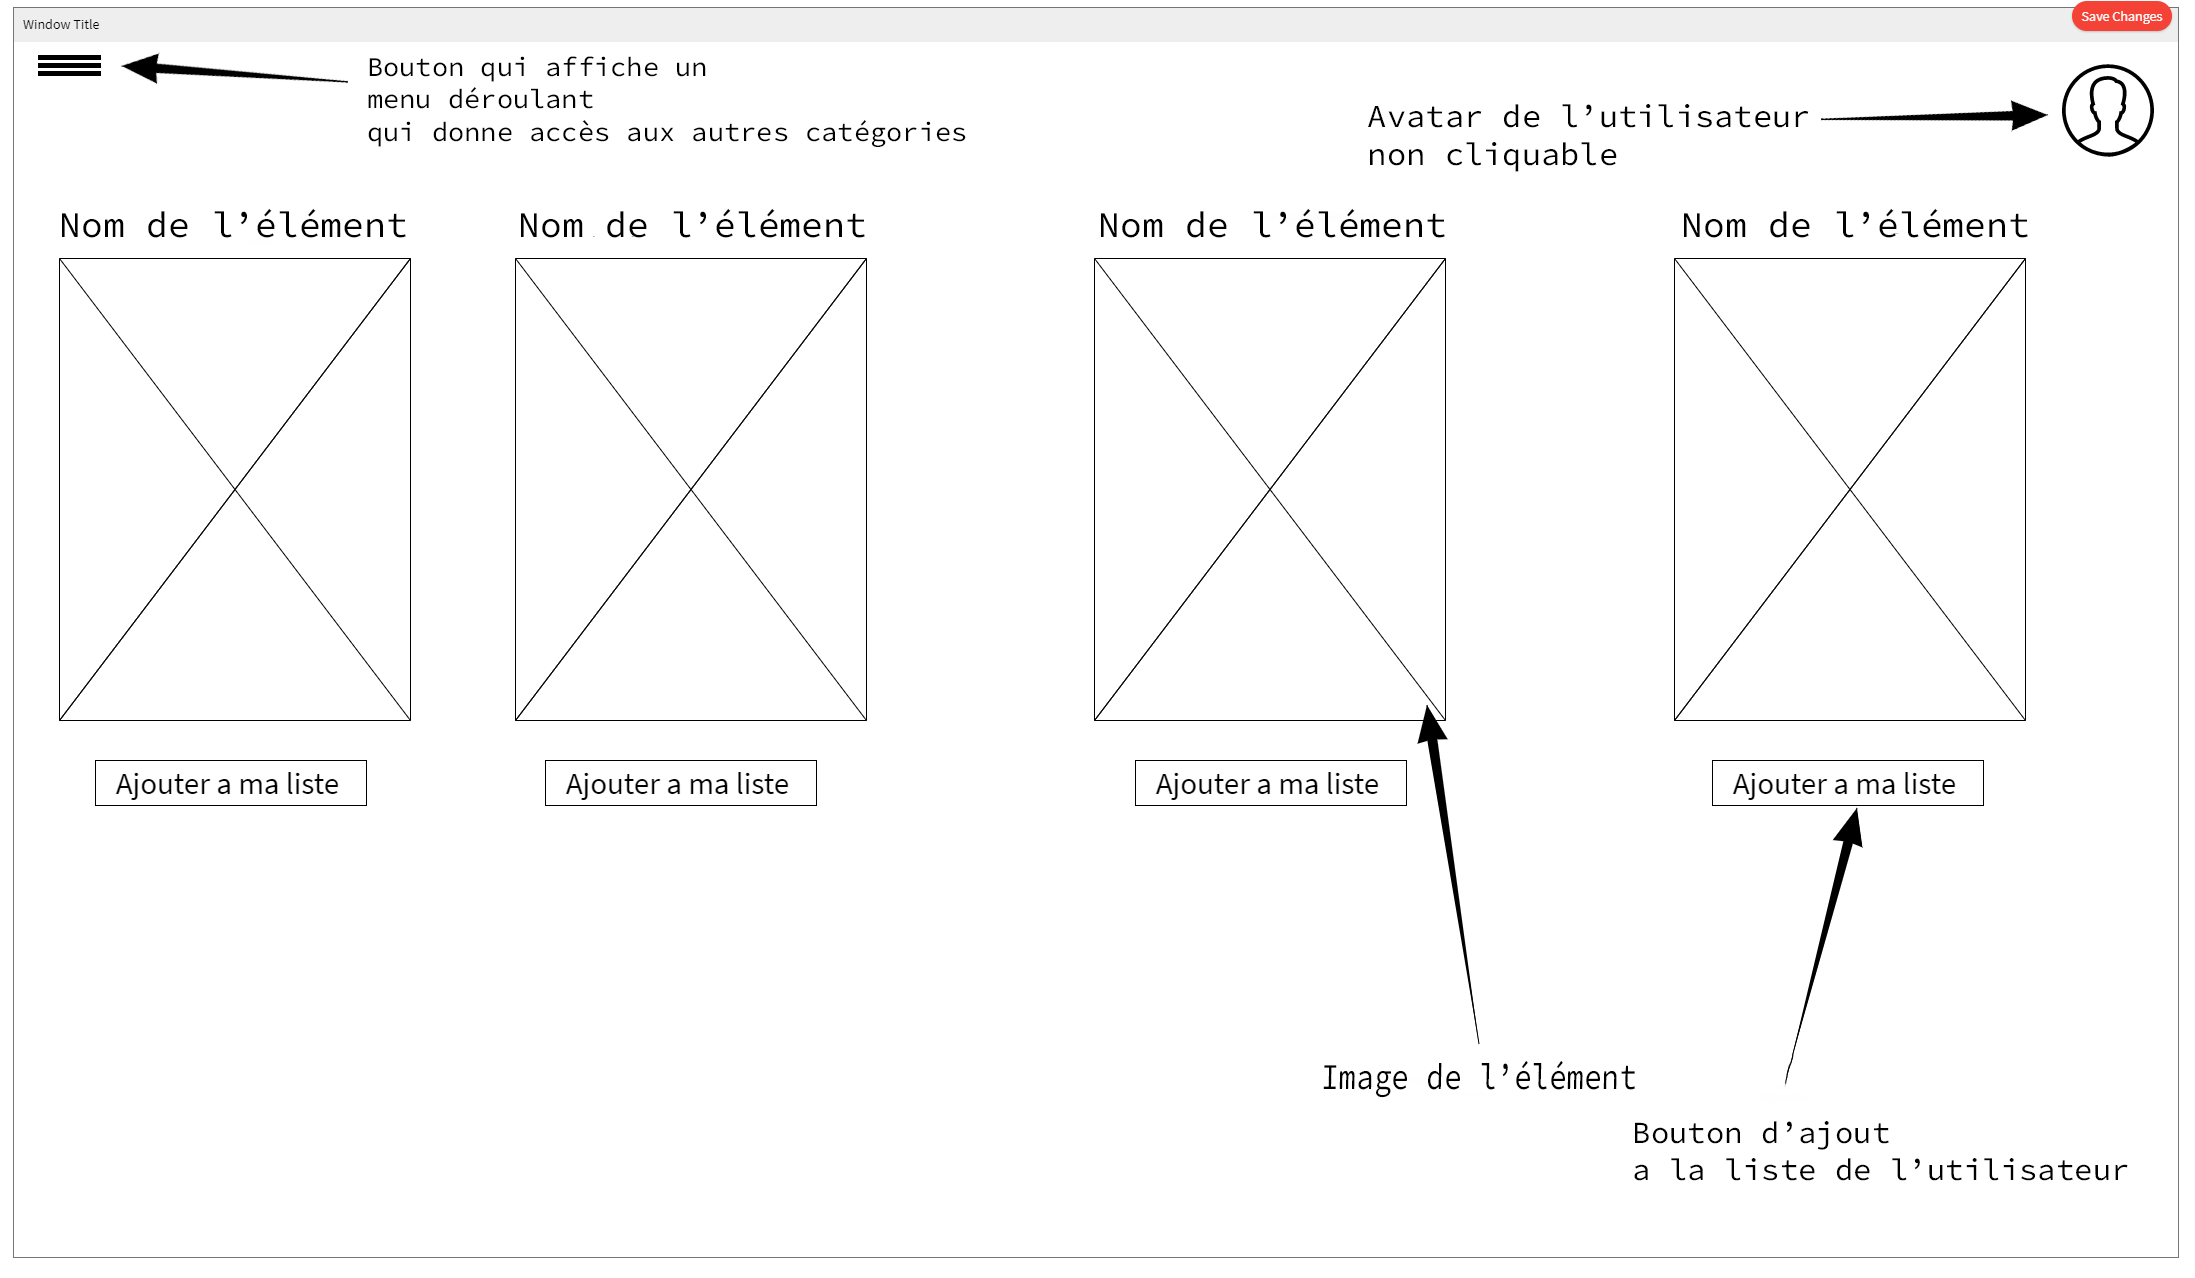 Window Title
Save Changes
Bouton qui affiche un
menu déroulant
qui donne accès aux autres catégories
Avatar de l’utilisateur
non cliquable
Nom de l’élément
Nom de l’élément
Nom de l’élément
Nom de l’élément
Ajouter a ma liste
Ajouter a ma liste
Ajouter a ma liste
Ajouter a ma liste
Image de l’élément
Bouton d’ajout
a la liste de l’utilisateur